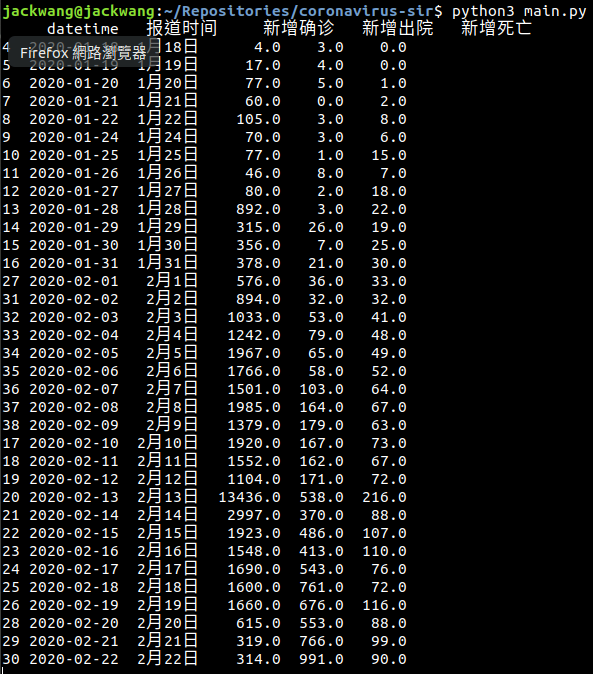 jackwang@jackwang:~/Repositories/coronavirus-sir$ python3 main.py
datetime 报道时间 新增确诊 新增出院 新增死亡
4 月18日 4.0 3.0 0.0
Firefox 網路瀏覽器
5 2020-01-19 1月19日 17.0 4.0 0.0
6 2020-01-20 1月20日 77.0 5.0 1.0
7 2020-01-21 1月21日 60.0 0.0 2.0
8 2020-01-22 1月22日 105.0 3.0 8.0
9 2020-01-24 1月24日 70.0 3.0 6.0
10 2020-01-25 1月25日 77.0 1.0 15.0
11 2020-01-26 1月26日 46.0 8.0 7.0
12 2020-01-27 1月27日 80.0 2.0 18.0
13 2020-01-28 1月28日 892.0 3.0 22.0
14 2020-01-29 1月29日 315.0 26.0 19.0
15 2020-01-30 1月30日 356.0 7.0 25.0
16 2020-01-31 1月31日 378.0 21.0 30.0
27 2020-02-01 2月1日 576.0 36.0 33.0
31 2020-02-02 2月2日 894.0 32.0 32.0
32 2020-02-03 2月3日 1033.0 53.0 41.0
33 2020-02-04 2月4日 1242.0 79.0 48.0
34 2020-02-05 2月5日 1967.0 65.0 49.0
35 2020-02-06 2月6日 1766.0 58.0 52.0
36 2020-02-07 2月7日 1501.0 103.0 64.0
37 2020-02-08 2月8日 1985.0 164.0 67.0
38 2020-02-09 2月9日 1379.0 179.0 63.0
17 2020-02-10 2月10日 1920.0 167.0 73.0
18 2020-02-11 2月11日 1552.0 162.0 67.0
19 2020-02-12 2月12日 1104.0 171.0 72.0
20 2020-02-13 2月13日 13436.0 538.0 216.0
21 2020-02-14 2月14日 2997.0 370.0 88.0
22 2020-02-15 2月15日 1923.0 486.0 107.0
23 2020-02-16 2月16日 1548.0 413.0 110.0
24 2020-02-17 2月17日 1690.0 543.0 76.0
25 2020-02-18 2月18日 1600.0 761.0 72.0
26 2020-02-19 2月19日 1660.0 676.0 116.0
28 2020-02-20 2月20日 615.0 553.0 88.0
29 2020-02-21 2月21日 319.0 766.0 99.0
30 2020-02-22 2月22日 314.0 991.0 90.0